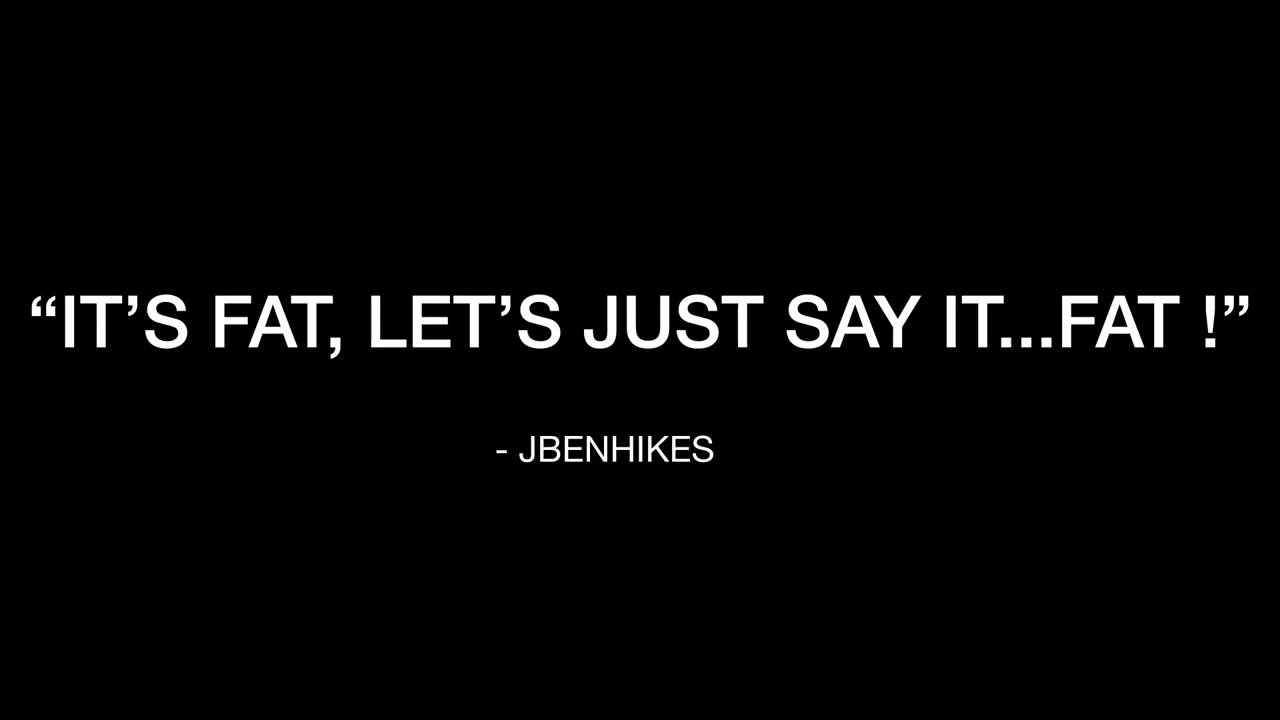 “IT’S FAT, LET’S JUST SAY IT...FAT !”
- JBENHIKES